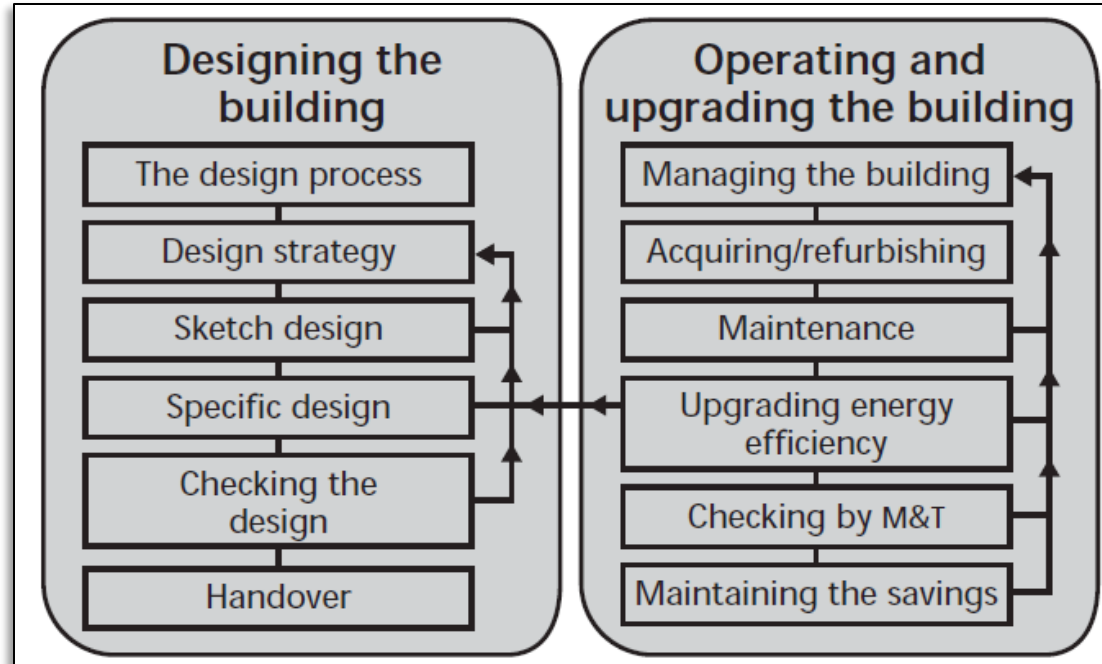 Designing the
building
The design process
Design strategy
Sketch design
Specific design
Checking the
design
Handover
Operating and
upgrading the building
Managing the building
Acquiring/refurbishing
Maintenance
Upgrading energy
efficiency
Checking by M&T
Maintaining the savings